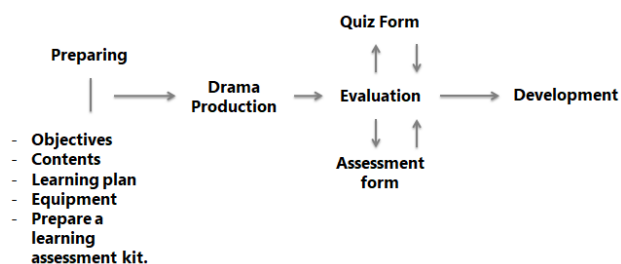 Quiz Form
Preparing
Drama
Production
Evaluation
Development
- Objectives
- Contents
- Learning plan
- Equipment
- Prepare a
learning
assessment kit.
Assessment
form